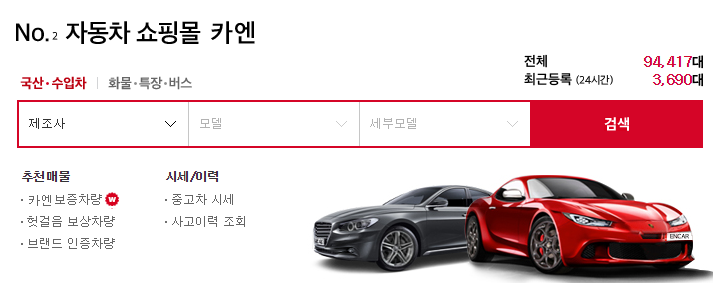 No. 2 자동차 쇼핑몰 카엔
전체 94,417대
최근등록 (24시간) 3,690대
국산·수입차 | 화물·특장·버스
제조사 모델 세부모델 검색
추천매물 시세/이력
· 카엔보증차량 W · 중고차 시세
· 헛걸음 보상차량 · 사고이력 조회
· 브랜드 인증차량
ENCAR